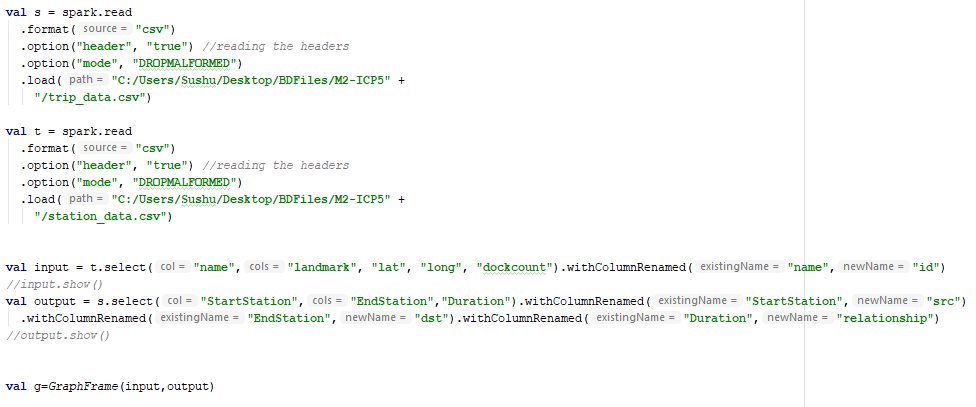 val s = spark.read
.format( source = "csv")
.option("header", "true") //reading the headers
.option("mode", "DROPMALFORMED")
.load( path = "C:/Users/Sushu/Desktop/BDFiles/M2-ICP5" +
"/trip_data.csv")
val t = spark.read
.format( source = "csv")
.option("header", "true") //reading the headers
.option("mode", "DROPMALFORMED")
.load( path = "C:/Users/Sushu/Desktop/BDFiles/M2-ICP5" +
"/station_data.csv")
val input = t.select( col = "name", cols = "landmark", "lat", "long", "dockcount").withColumnRenamed( existingName = "name", newName = "id")
//input.show()
val output = s.select( col = "StartStation", cols = "EndStation","Duration").withColumnRenamed( existingName = "StartStation", newName = "src")
.withColumnRenamed( existingName = "EndStation", newName = "dst").withColumnRenamed( existingName = "Duration", newName = "relationship")
//output.show()
val g=GraphFrame(input,output)